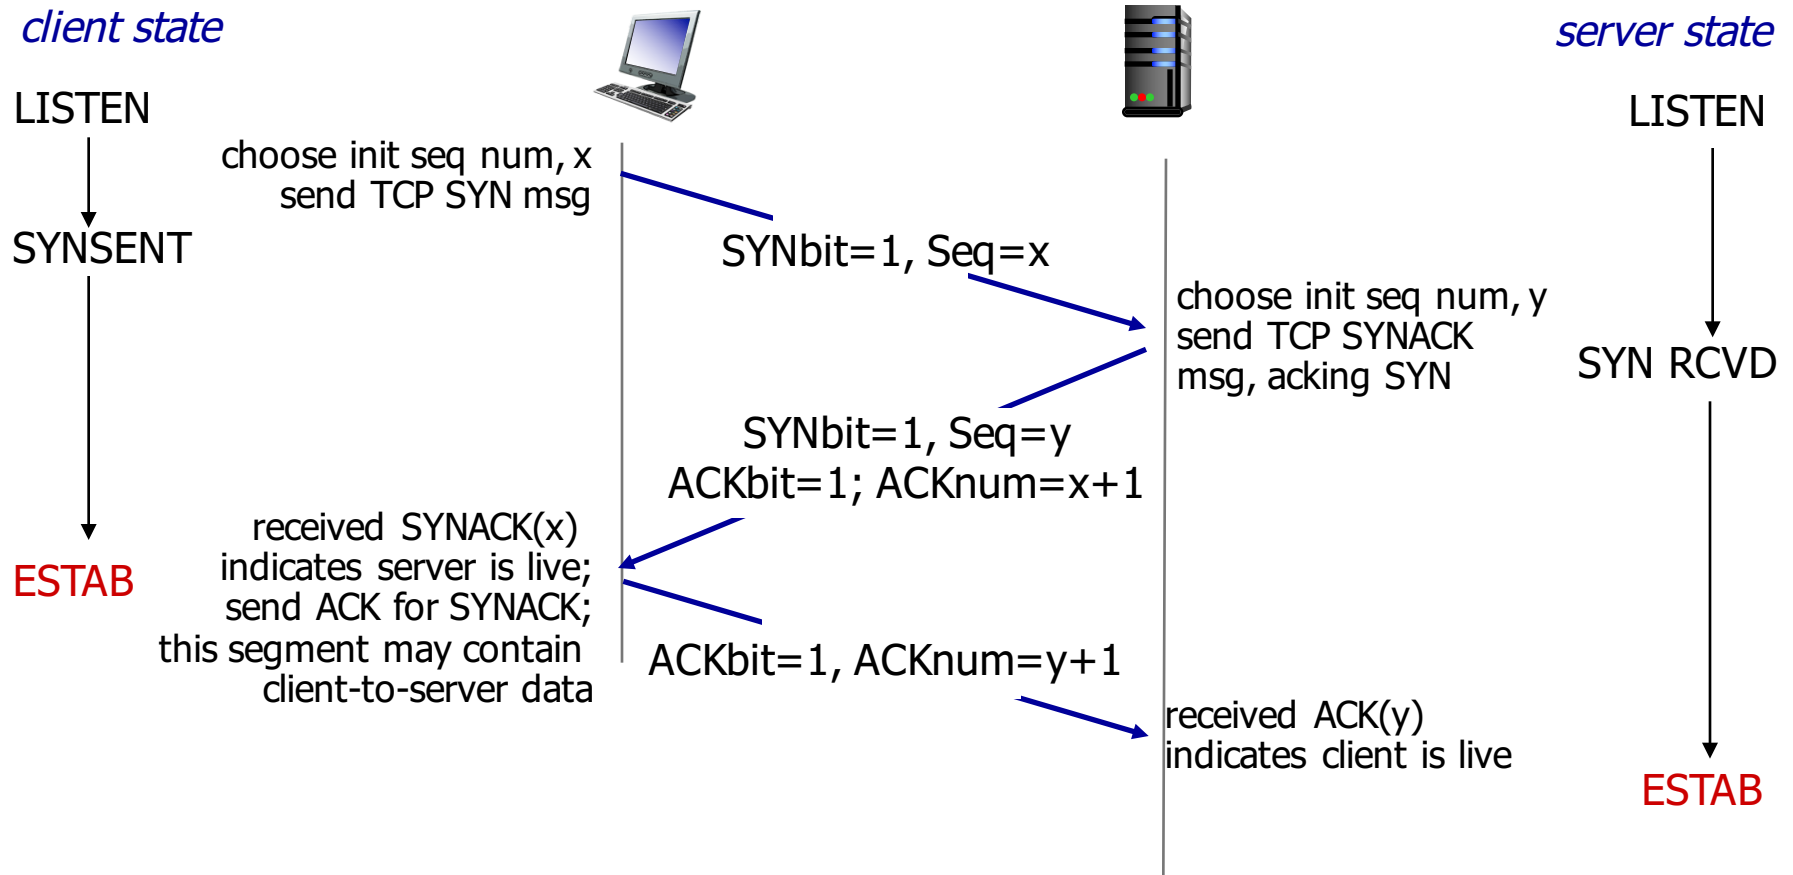 client state
server state
LISTEN
LISTEN
choose init seq num, x
send TCP SYN msg
SYNSENT
SYNbit=1, Seq=x
choose init seq num, y
send TCP SYNACK
msg, acking SYN
SYN RCVD
SYNbit=1, Seq=y
ACKbit=1; ACKnum=x+1
received SYNACK(x)
indicates server is live;
send ACK for SYNACK;
this segment may contain
client-to-server data
ESTAB
ACKbit=1, ACKnum=y+1
received ACK(y)
indicates client is live
ESTAB